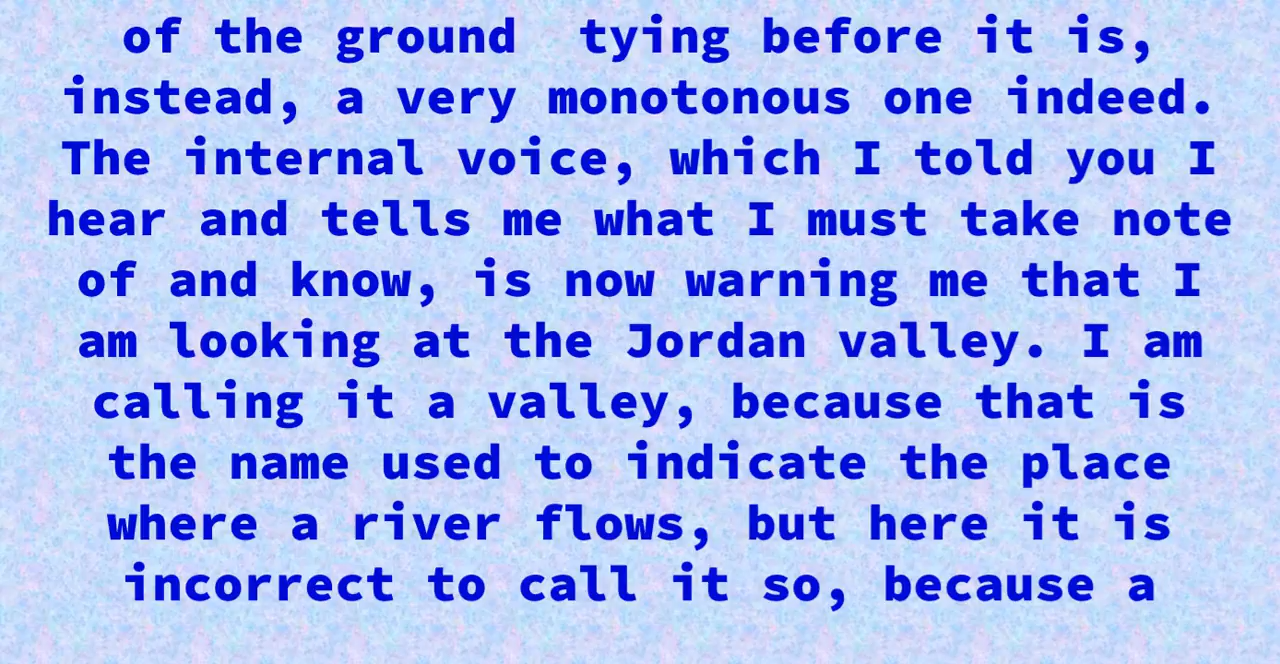 of the ground  tying before it is,
instead, a very monotonous one indeed.
The internal voice, which I told you I
hear and tells me what I must take note
of and know, is now warning me that I
am looking at the Jordan valley. I am
calling it a valley, because that is
the name used to indicate the place
where a river flows, but here it is
incorrect to call it so, because a